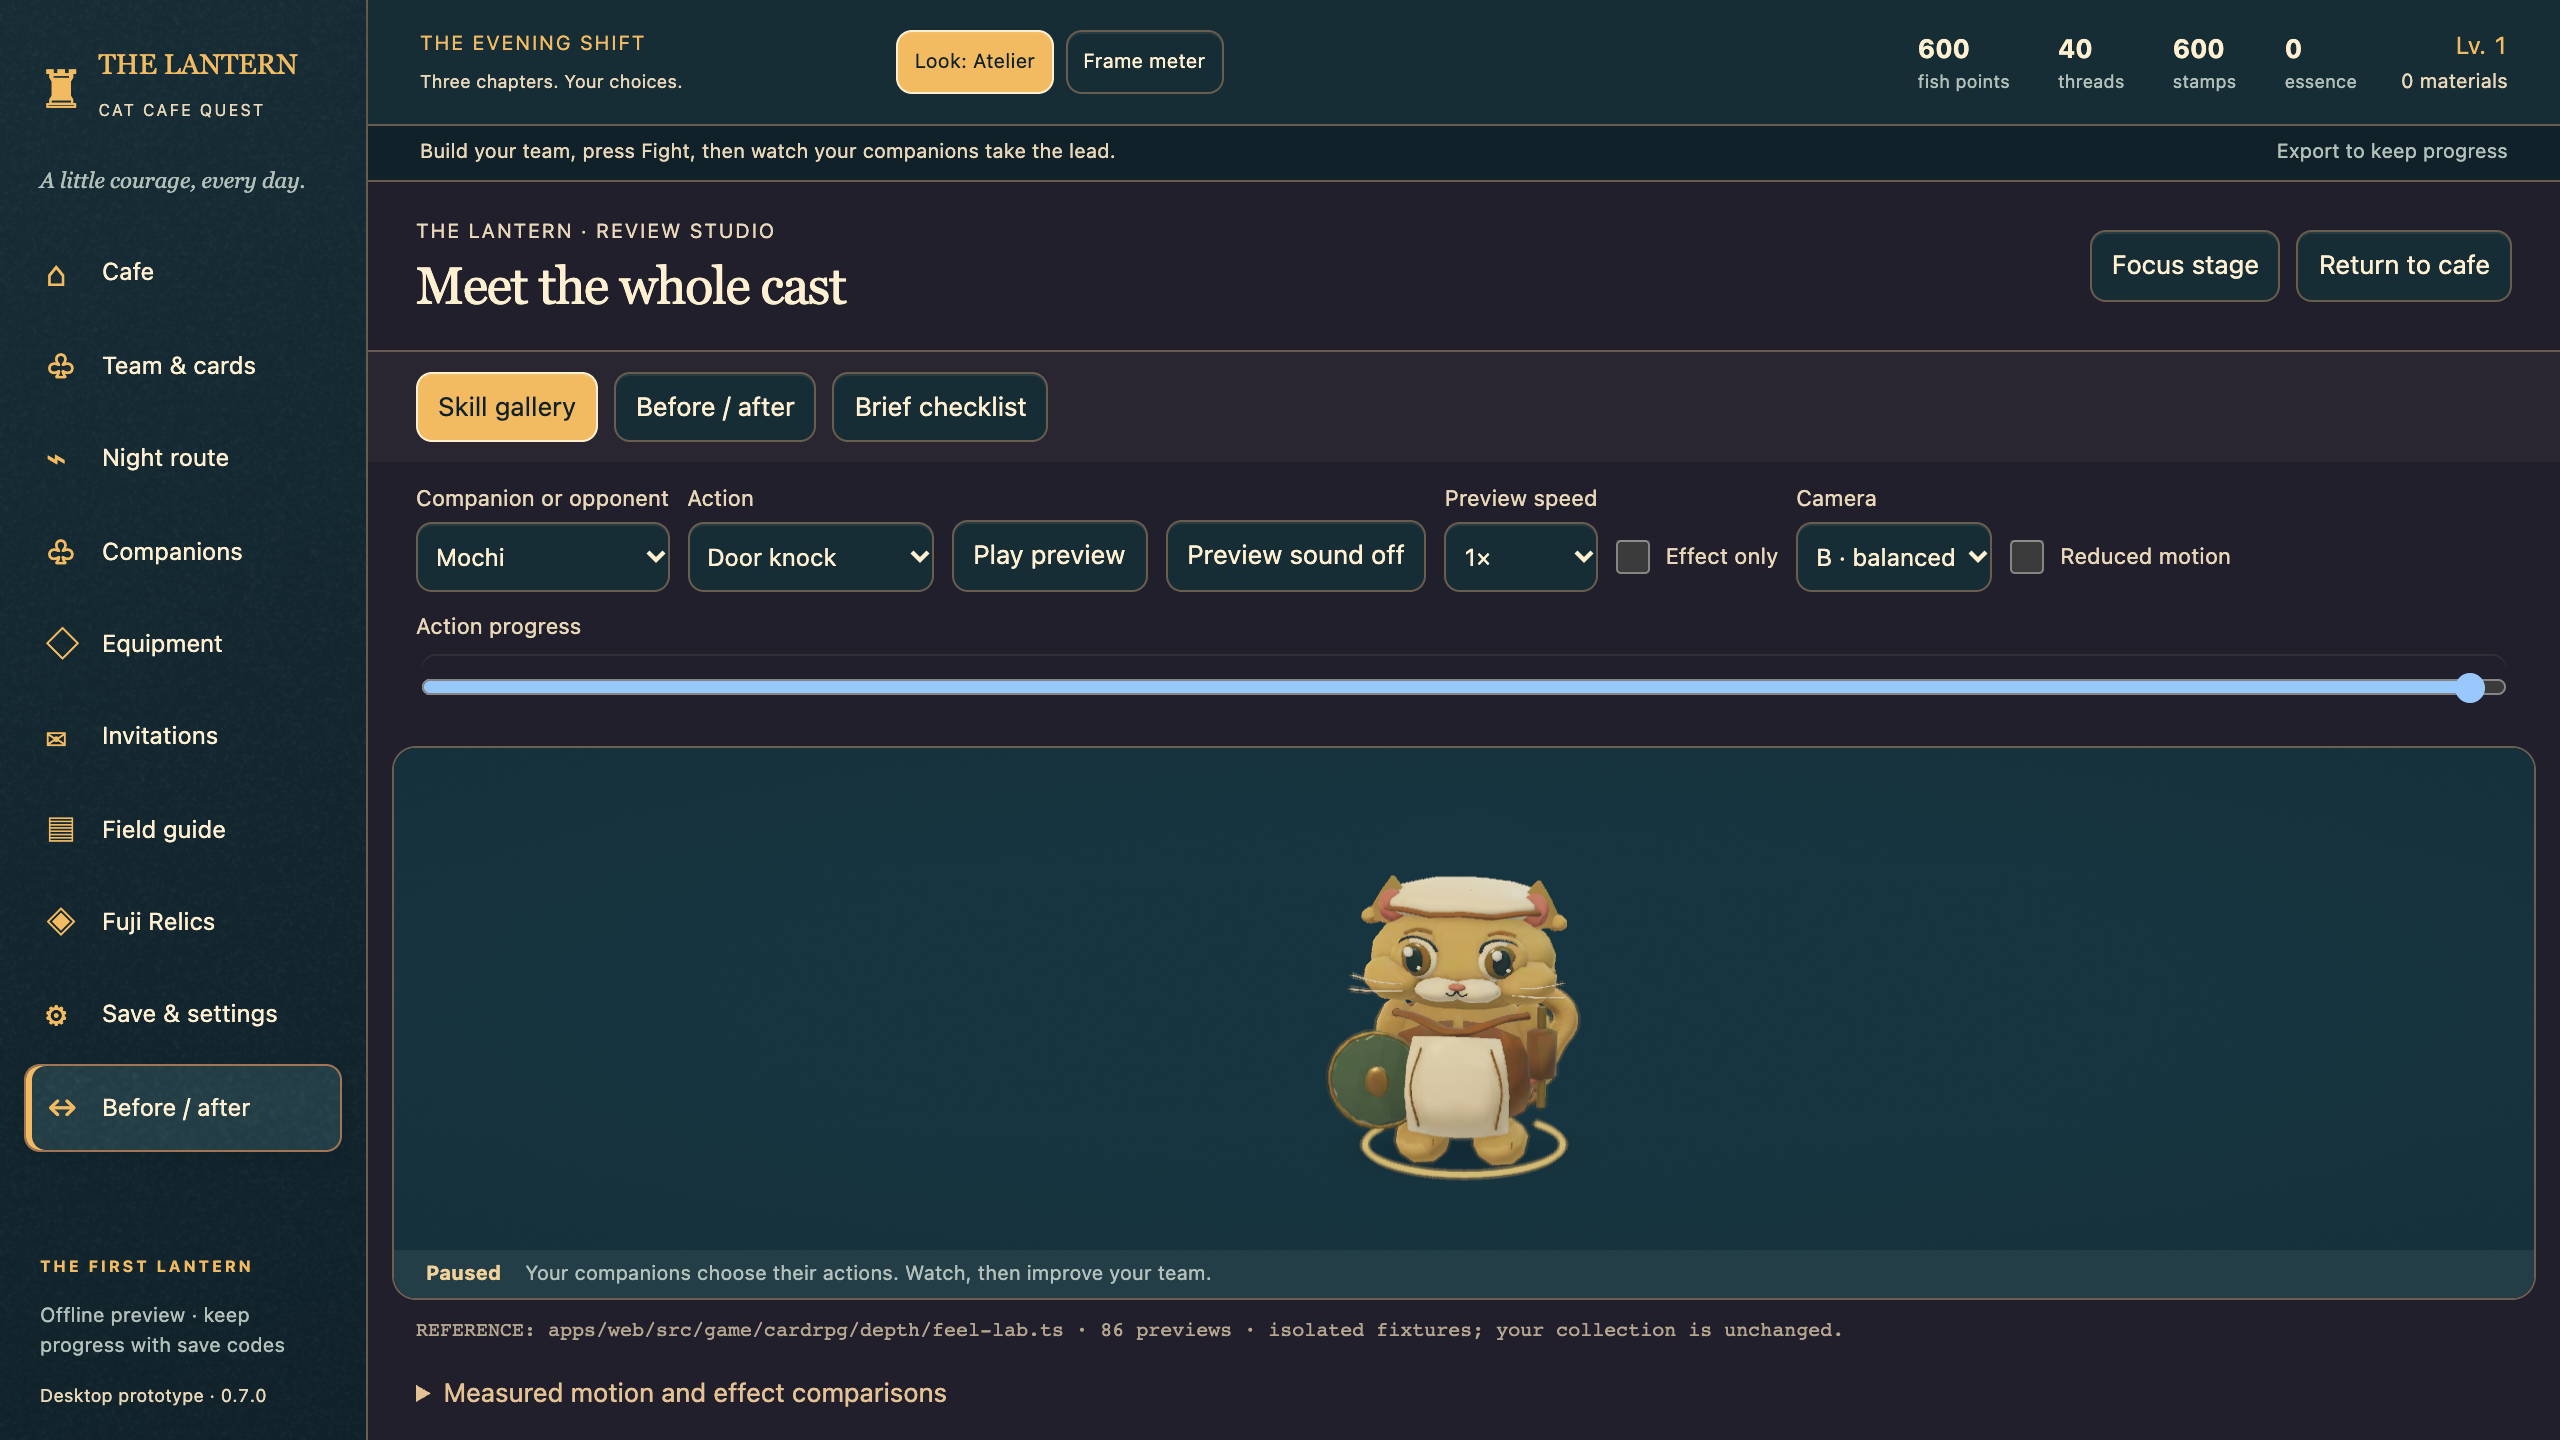 THE LANTERN
CAT CAFE QUEST
A little courage, every day.
Cafe
Team & cards
Night route
Companions
Equipment
Invitations
Field guide
Fuji Relics
Save & settings
Before / after
THE FIRST LANTERN
Offline preview · keep
progress with save codes
Desktop prototype · 0.7.0
THE EVENING SHIFT
Three chapters. Your choices.
Look: Atelier
Frame meter
600
fish points
40
threads
600
stamps
0
essence
Lv. 1
0 materials
Build your team, press Fight, then watch your companions take the lead.
Export to keep progress
THE LANTERN · REVIEW STUDIO
Meet the whole cast
Focus stage
Return to cafe
Skill gallery
Before / after
Brief checklist
Companion or opponent
Mochi
Action
Door knock
Play preview
Preview sound off
Preview speed
1×
Effect only
Camera
B · balanced
Reduced motion
Action progress
Paused
Your companions choose their actions. Watch, then improve your team.
REFERENCE: apps/web/src/game/cardrpg/depth/feel-lab.ts · 86 previews · isolated fixtures; your collection is unchanged.
Measured motion and effect comparisons